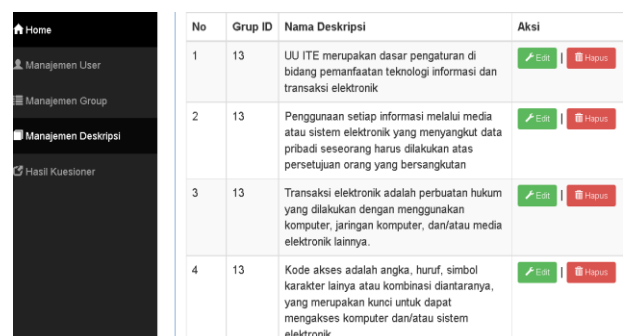 Home
Manajemen User
Manajemen Group
Manajemen Deskripsi
Hasil Kuesioner
No Grup ID Nama Deskripsi Aksi
1 13 UU ITE merupakan dasar pengaturan di Edit | Hapus
bidang pemanfaatan teknologi informasi dan
transaksi elektronik
2 13 Penggunaan setiap informasi melalui media Edit | Hapus
atau sistem elektronik yang menyangkut data
pribadi seseorang harus dilakukan atas
persetujuan orang yang bersangkutan
3 13 Transaksi elektronik adalah perbuatan hukum Edit | Hapus
yang dilakukan dengan menggunakan
komputer, jaringan komputer, dan/atau media
elektronik lainnya.
4 13 Kode akses adalah angka, huruf, simbol Edit | Hapus
karakter lainya atau kombinasi diantaranya,
yang merupakan kunci untuk dapat
mengakses komputer dan/atau sistem
elektronik